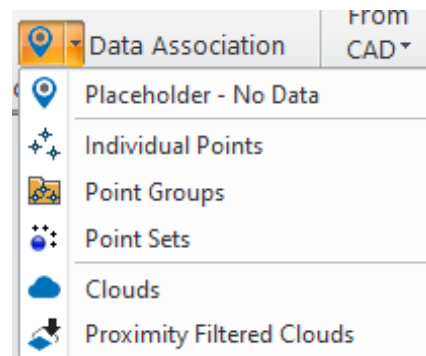 From
Data Association
CAD
Placeholder - No Data
Individual Points
Point Groups
Point Sets
Clouds
Proximity Filtered Clouds